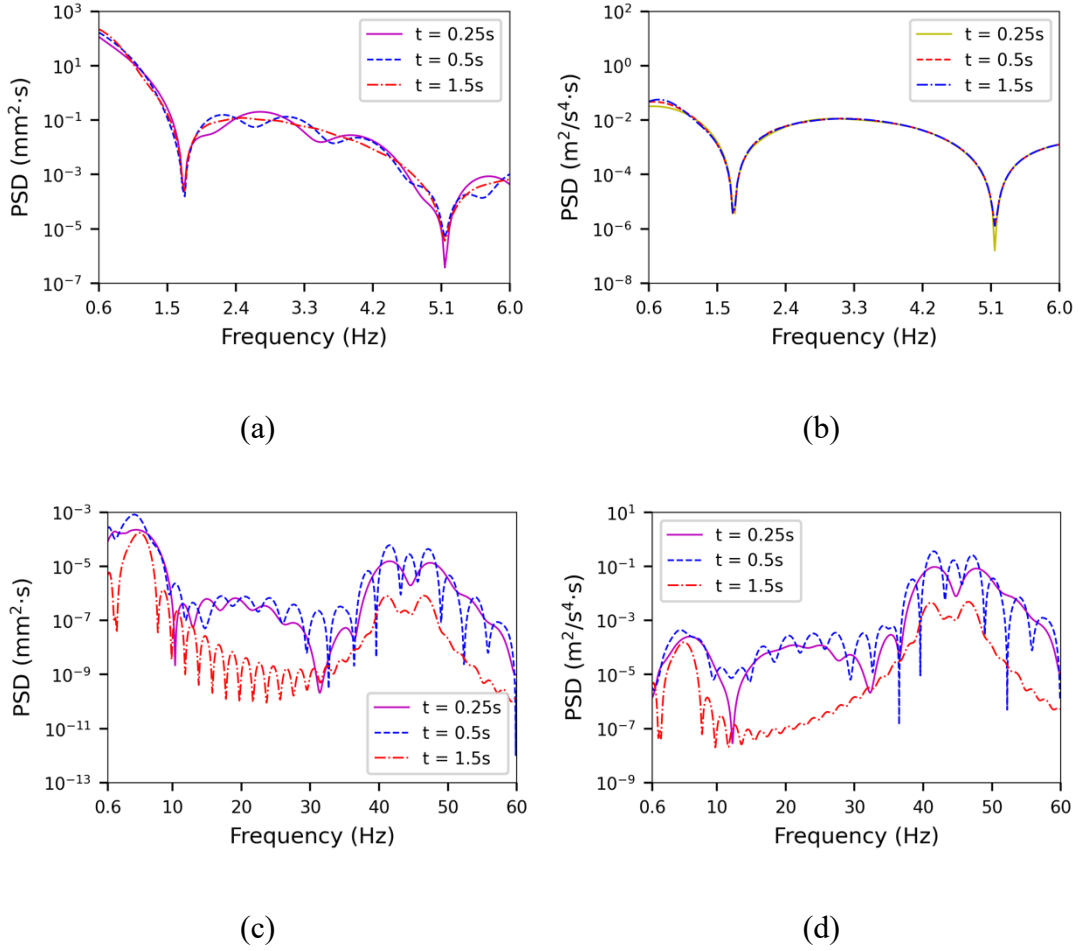 10³
10¹
10⁻¹
10⁻³
10⁻⁵
10⁻⁷
PSD (mm²·s)
t = 0.25s
t = 0.5s
t = 1.5s
0.6 1.5 2.4 3.3 4.2 5.1 6.0
Frequency (Hz)
(a)
10²
10⁰
10⁻²
10⁻⁴
10⁻⁶
10⁻⁸
PSD (m²/s⁴·s)
t = 0.25s
t = 0.5s
t = 1.5s
0.6 1.5 2.4 3.3 4.2 5.1 6.0
Frequency (Hz)
(b)
10⁻³
10⁻⁵
10⁻⁷
10⁻⁹
10⁻¹¹
10⁻¹³
PSD (mm²·s)
t = 0.25s
t = 0.5s
t = 1.5s
0.6 10 20 30 40 50 60
Frequency (Hz)
(c)
10¹
10⁻¹
10⁻³
10⁻⁵
10⁻⁷
10⁻⁹
PSD (m²/s⁴·s)
t = 0.25s
t = 0.5s
t = 1.5s
0.6 10 20 30 40 50 60
Frequency (Hz)
(d)